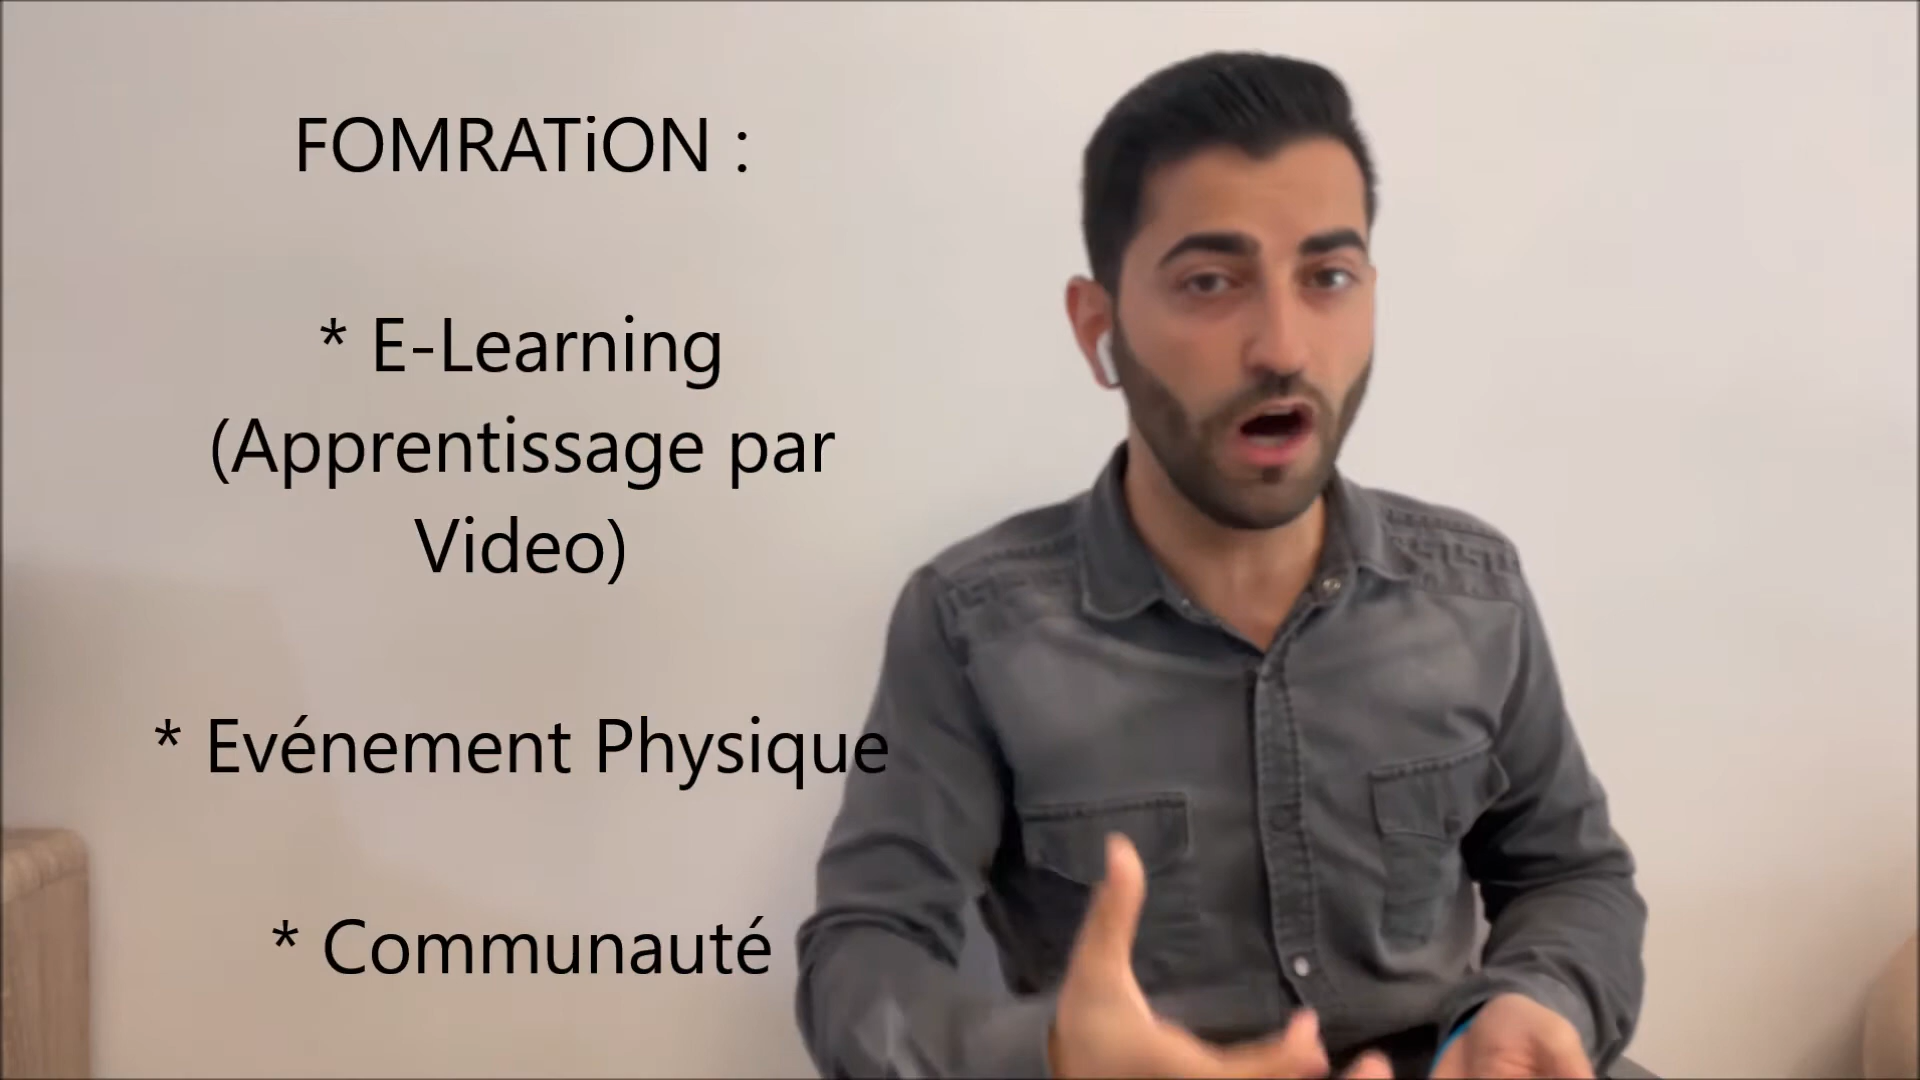 FOMRATiON :
* E-Learning
(Apprentissage par
Video)
* Evénement Physique
* Communauté